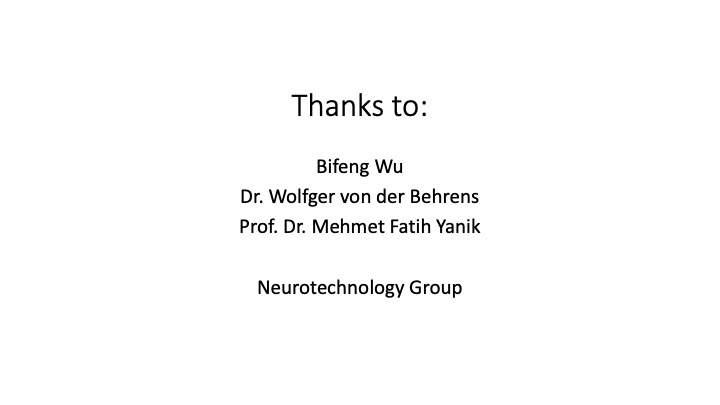 Thanks to:
Bifeng Wu
Dr. Wolfger von der Behrens
Prof. Dr. Mehmet Fatih Yanik
Neurotechnology Group